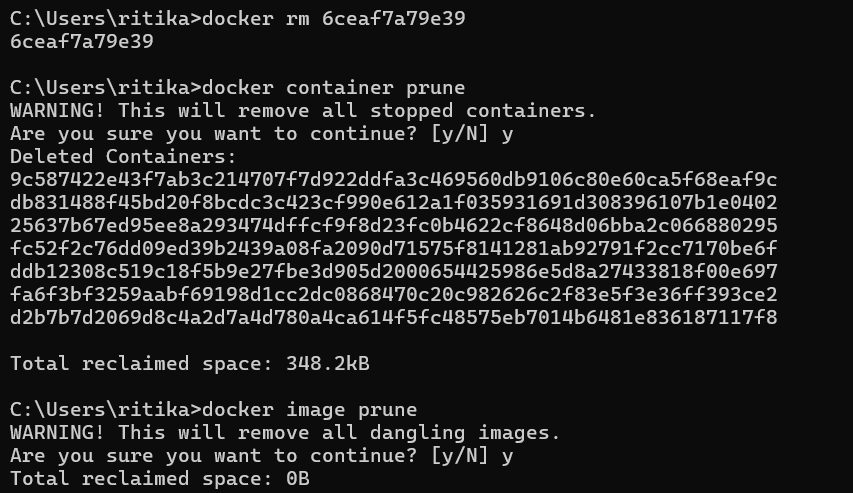 C:\Users\ritika>docker rm 6ceaf7a79e39
6ceaf7a79e39
C:\Users\ritika>docker container prune
WARNING! This will remove all stopped containers.
Are you sure you want to continue? [y/N] y
Deleted Containers:
9c587422e43f7ab3c214707f7d922ddfa3c469560db9106c80e60ca5f68eaf9c
db831488f45bd20f8bcdc3c423cf990e612a1f035931691d308396107b1e0402
25637b67ed95ee8a293474dffcf9f8d23fc0b4622cf8648d06bba2c066880295
fc52f2c76dd09ed39b2439a08fa2090d71575f8141281ab92791f2cc7170be6f
ddb12308c519c18f5b9e27fbe3d905d2000654425986e5d8a27433818f00e697
fa6f3bf3259aabf69198d1cc2dc0868470c20c982626c2f83e5f3e36ff393ce2
d2b7b7d2069d8c4a2d7a4d780a4ca614f5fc48575eb7014b6481e836187117f8
Total reclaimed space: 348.2kB
C:\Users\ritika>docker image prune
WARNING! This will remove all dangling images.
Are you sure you want to continue? [y/N] y
Total reclaimed space: 0B